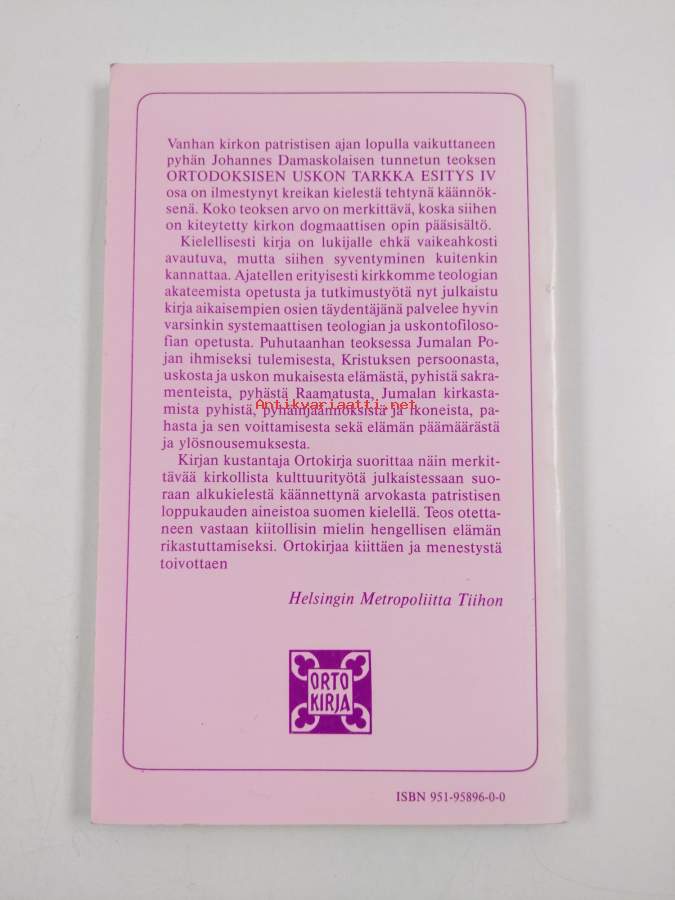 Vanhan kirkon patristisen ajan lopulla vaikuttaneen
pyhän Johannes Damaskolaisen tunnetun teoksen
ORTODOKSISEN USKON TARKKA ESITYS IV
osa on ilmestynyt kreikan kielestä tehtynä käännök-
senä. Koko teoksen arvo on merkittävä, koska siihen
on kiteytetty kirkon dogmaattisen opin pääsisältö.
Kielellisesti kirja on lukijalle ehkä vaikeahkosti
avautuva, mutta siihen syventyminen kuitenkin
kannattaa. Ajatellen erityisesti kirkkomme teologian
akateemista opetusta ja tutkimustyötä nyt julkaistu
kirja aikaisempien osien täydentäjänä palvelee hyvin
varsinkin systemaattisen teologian ja uskontofiloso-
fian opetusta. Puhutaanhan teoksessa Jumalan Po-
jan ihmiseksi tulemisesta, Kristuksen persoonasta,
uskosta ja uskon mukaisesta elämästä, pyhistä sakra-
menteista, pyhästä Raamatusta, Jumalan kirkasta-
mista pyhistä, pyhäinjäännöksistä ja ikoneista, pa-
hasta ja sen voittamisesta sekä elämän päämäärästä
ja ylösnousemuksesta.
Kirjan kustantaja Ortokirja suorittaa näin merkit-
tävää kirkollista kulttuurityötä julkaistessaan suo-
raan alkukielestä käännettynä arvokasta patristisen
loppukauden aineistoa suomen kielellä. Teos otetta-
neen vastaan kiitollisin mielin hengellisen elämän
rikastuttamiseksi. Ortokirjaa kiittäen ja menestystä
toivottaen
Helsingin Metropoliitta Tiihon
ORTO
KIRJA
ISBN 951-95896-0-0
Antikvariaatti.net